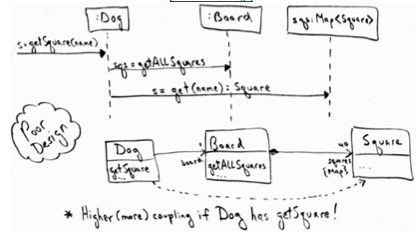 :Dog
:Board
sqs:Map<Square>
s=getSquare(name)
sqs=getALLSquares
s= get(name): Square
Poor
Design
Dog
getSquare
...
1
board
Board
getALLSquares
...
40
squares
{Map}
Square
...
* Higher (more) coupling if Dog has getSquare!